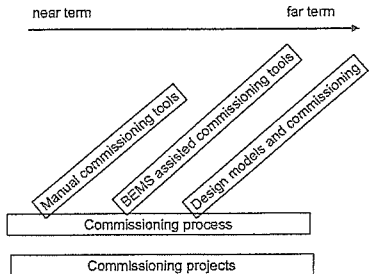 near term
far term
Manual commissioning tools
BEMS assisted commissioning tools
Design models and commissioning
Commissioning process
Commissioning projects